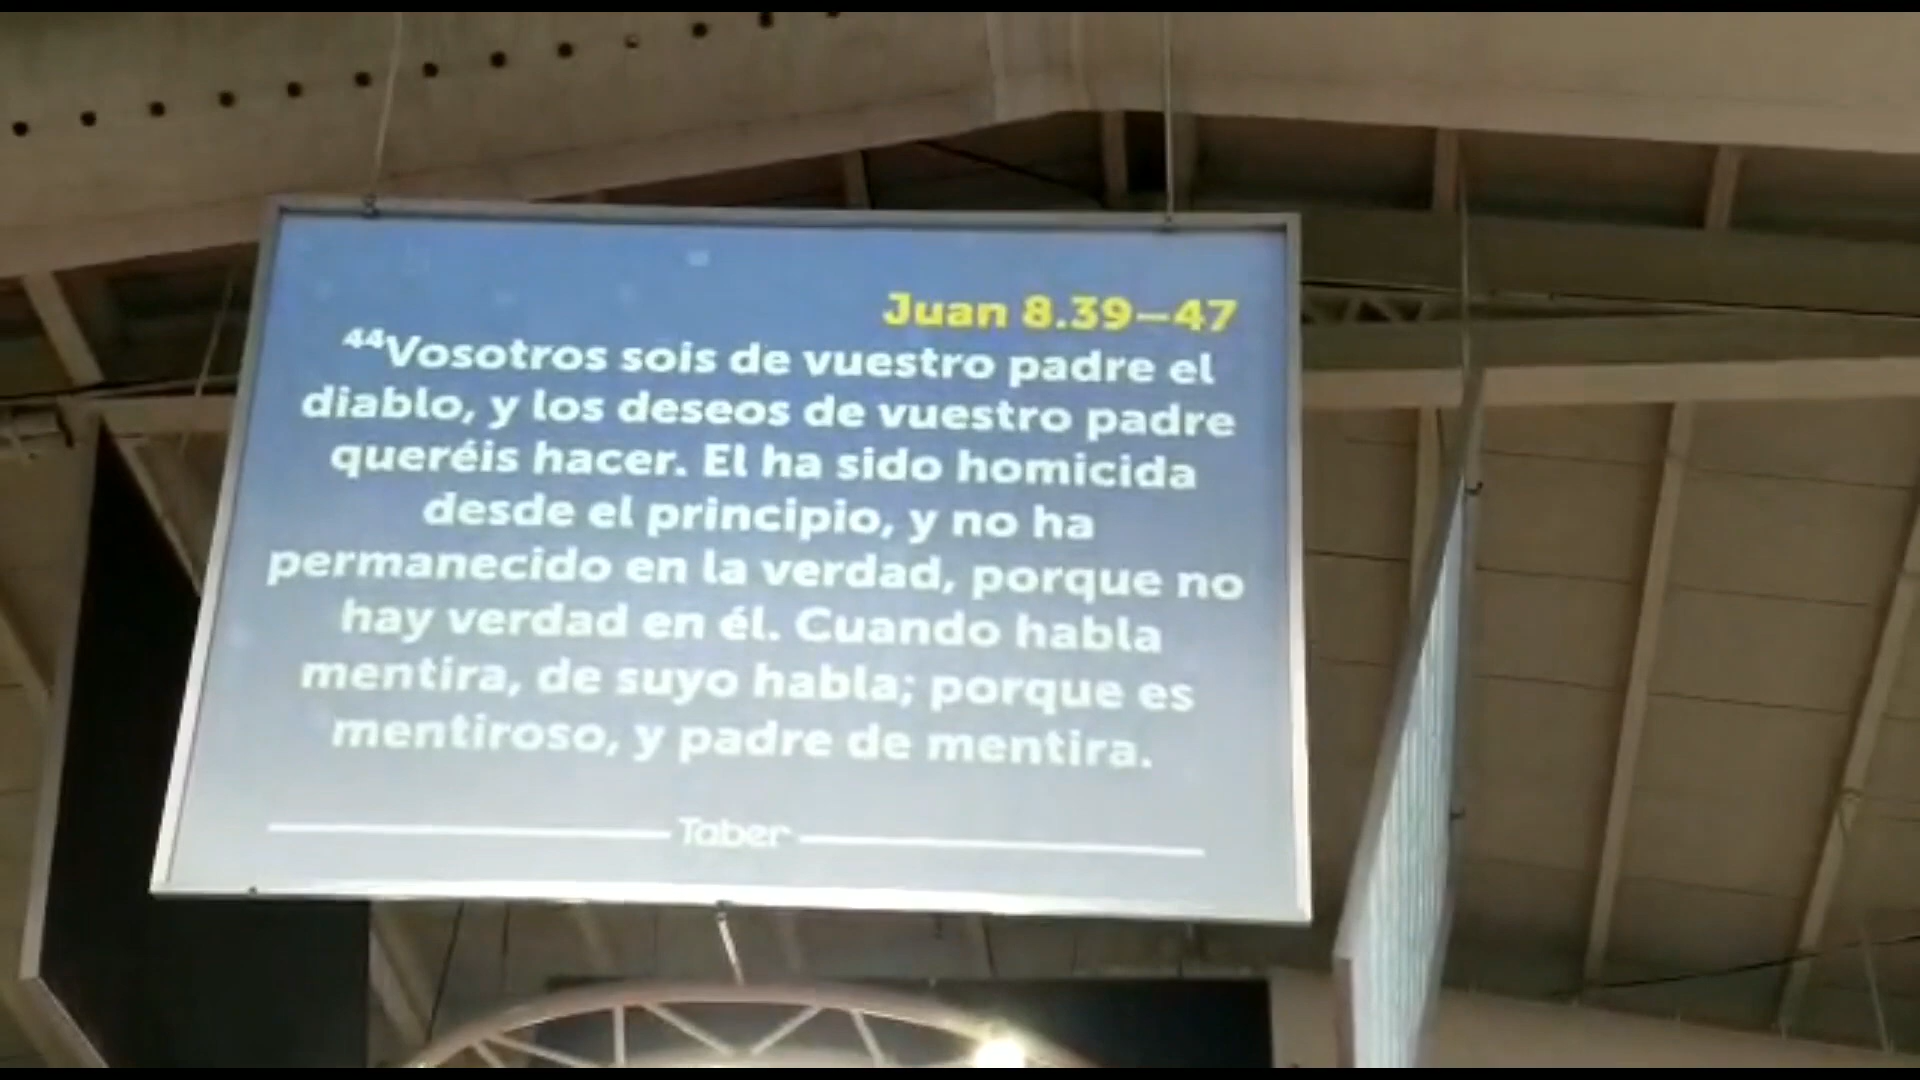 Juan 8.39–47
⁴⁴Vosotros sois de vuestro padre el
diablo, y los deseos de vuestro padre
queréis hacer. El ha sido homicida
desde el principio, y no ha
permanecido en la verdad, porque no
hay verdad en él. Cuando habla
mentira, de suyo habla; porque es
mentiroso, y padre de mentira.
Taber